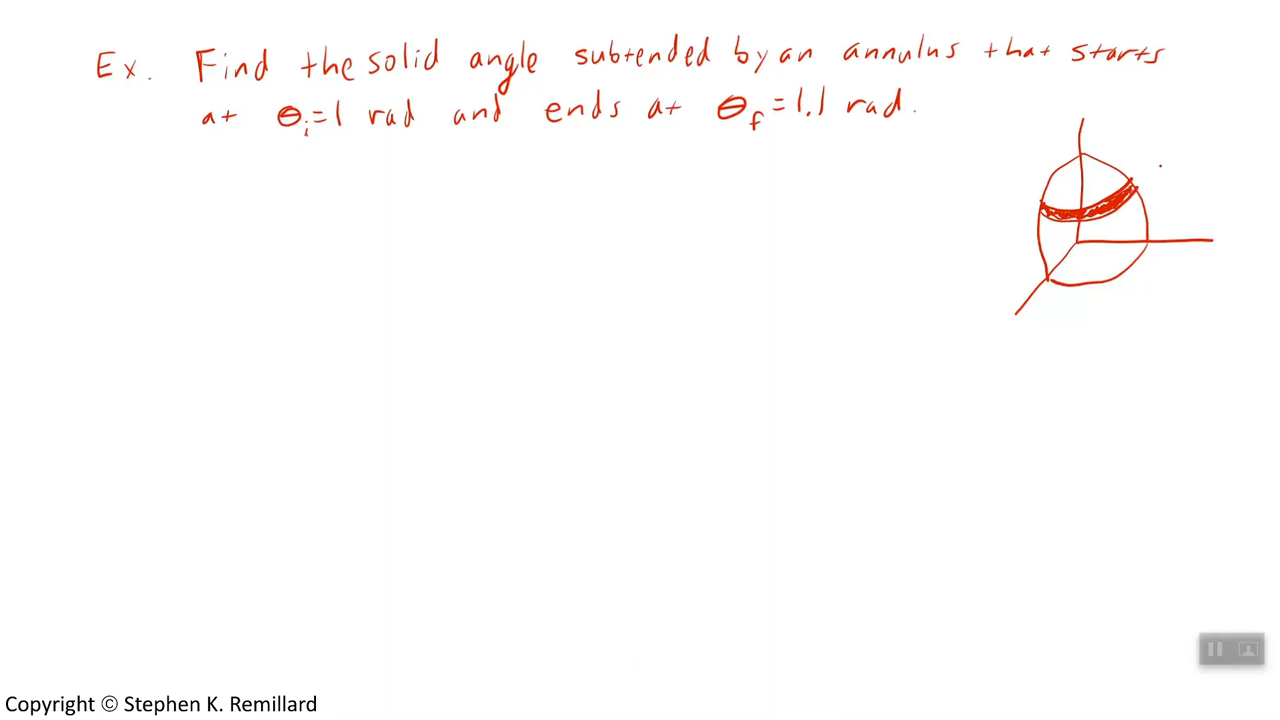 Ex. Find the solid angle subtended by an annulus that starts
at θi=1 rad and ends at θf=1.1 rad.
Copyright © Stephen K. Remillard